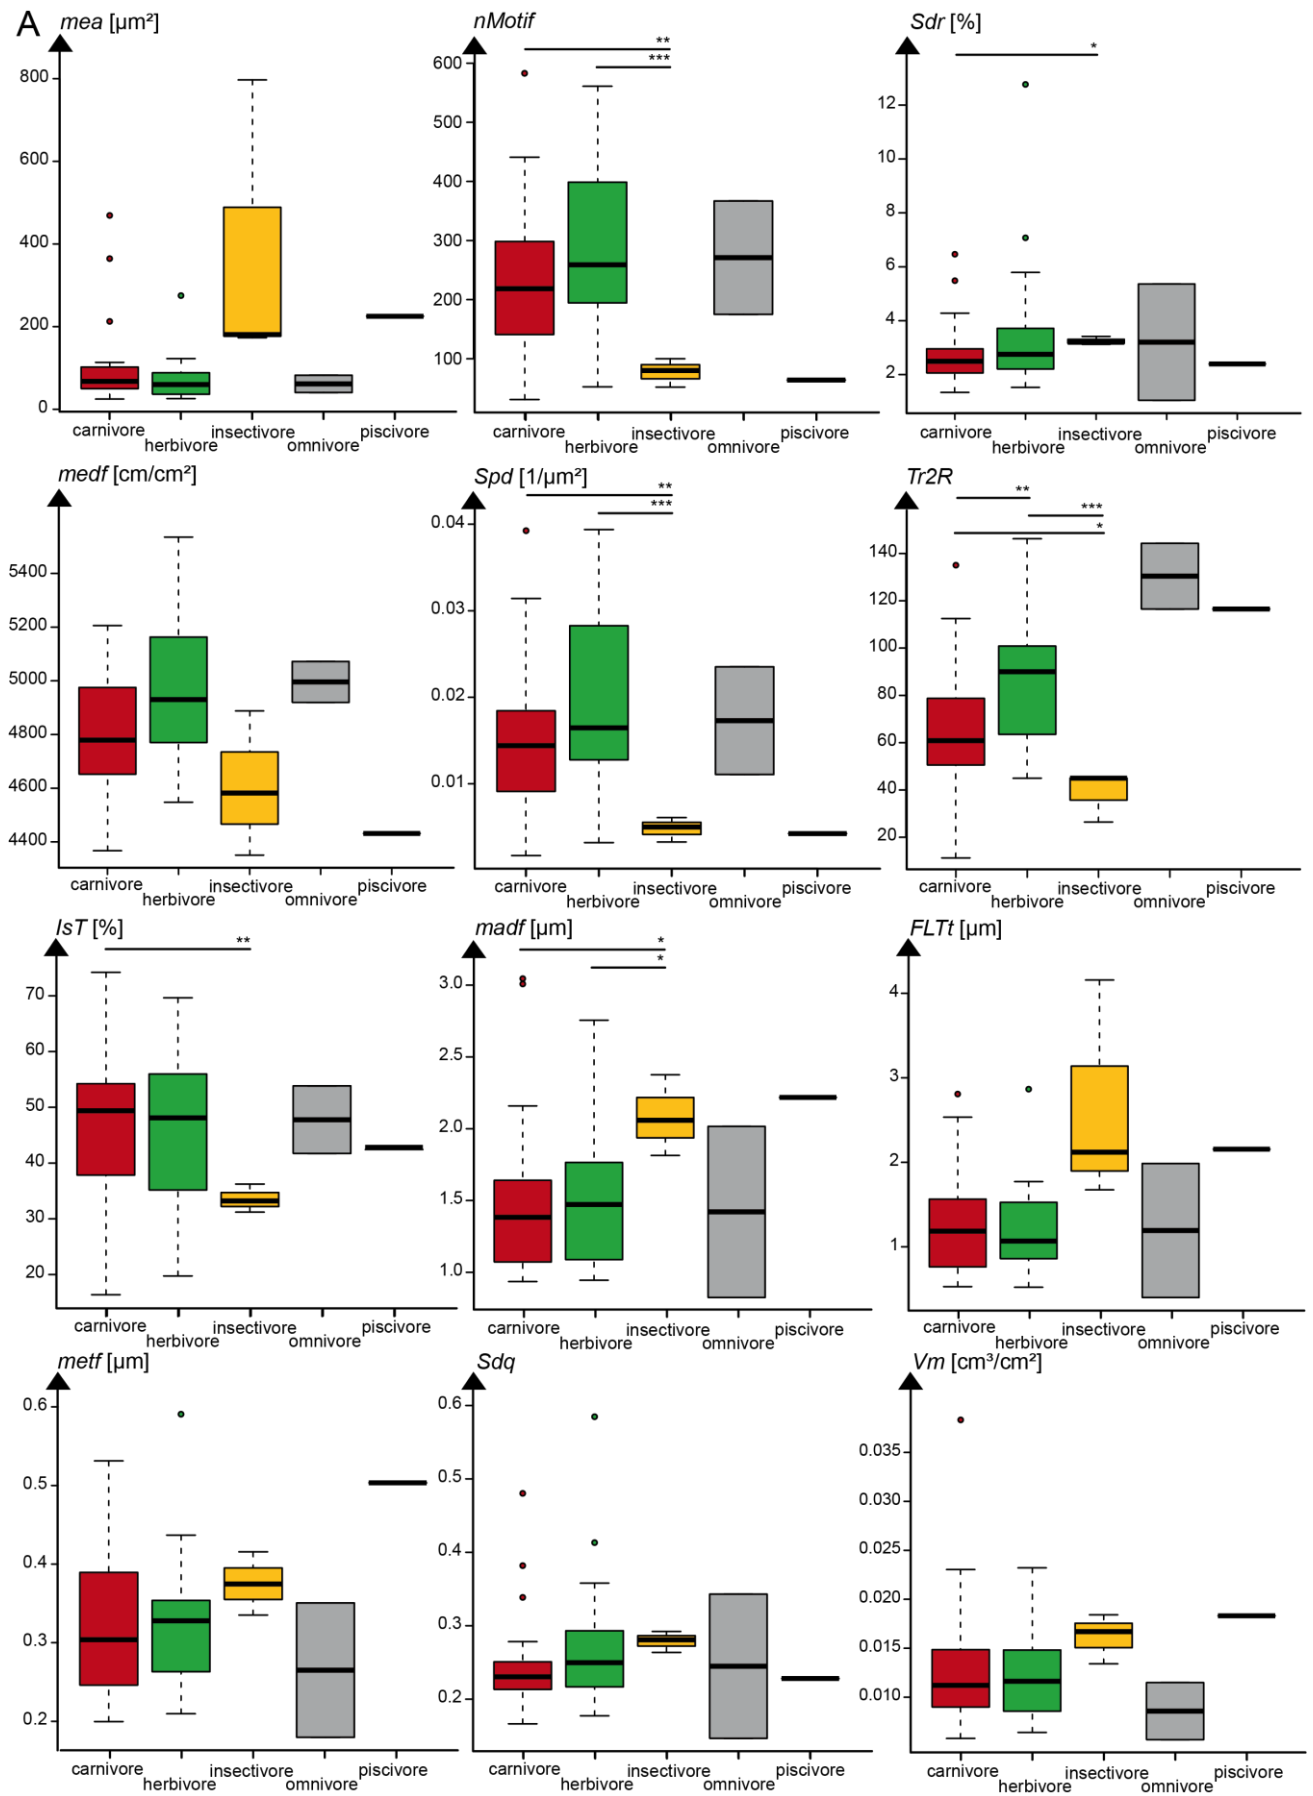 A
mea [µm²]
800
600
400
200
0
carnivore
herbivore
insectivore
omnivore
piscivore
nMotif
**
***
600
500
400
300
200
100
carnivore
herbivore
insectivore
omnivore
piscivore
Sdr [%]
*
12
10
8
6
4
2
carnivore
herbivore
insectivore
omnivore
piscivore
medf [cm/cm²]
5400
5200
5000
4800
4600
4400
carnivore
herbivore
insectivore
omnivore
piscivore
Spd [1/µm²]
**
***
0.04
0.03
0.02
0.01
carnivore
herbivore
insectivore
omnivore
piscivore
Tr2R
**
***
*
140
120
100
80
60
40
20
carnivore
herbivore
insectivore
omnivore
piscivore
IsT [%]
**
70
60
50
40
30
20
carnivore
herbivore
insectivore
omnivore
piscivore
madf [µm]
*
*
3.0
2.5
2.0
1.5
1.0
carnivore
herbivore
insectivore
omnivore
piscivore
FLTt [µm]
4
3
2
1
carnivore
herbivore
insectivore
omnivore
piscivore
metf [µm]
0.6
0.5
0.4
0.3
0.2
carnivore
herbivore
insectivore
omnivore
piscivore
Sdq
0.6
0.5
0.4
0.3
0.2
carnivore
herbivore
insectivore
omnivore
piscivore
Vm [cm³/cm²]
0.035
0.030
0.025
0.020
0.015
0.010
carnivore
herbivore
insectivore
omnivore
piscivore